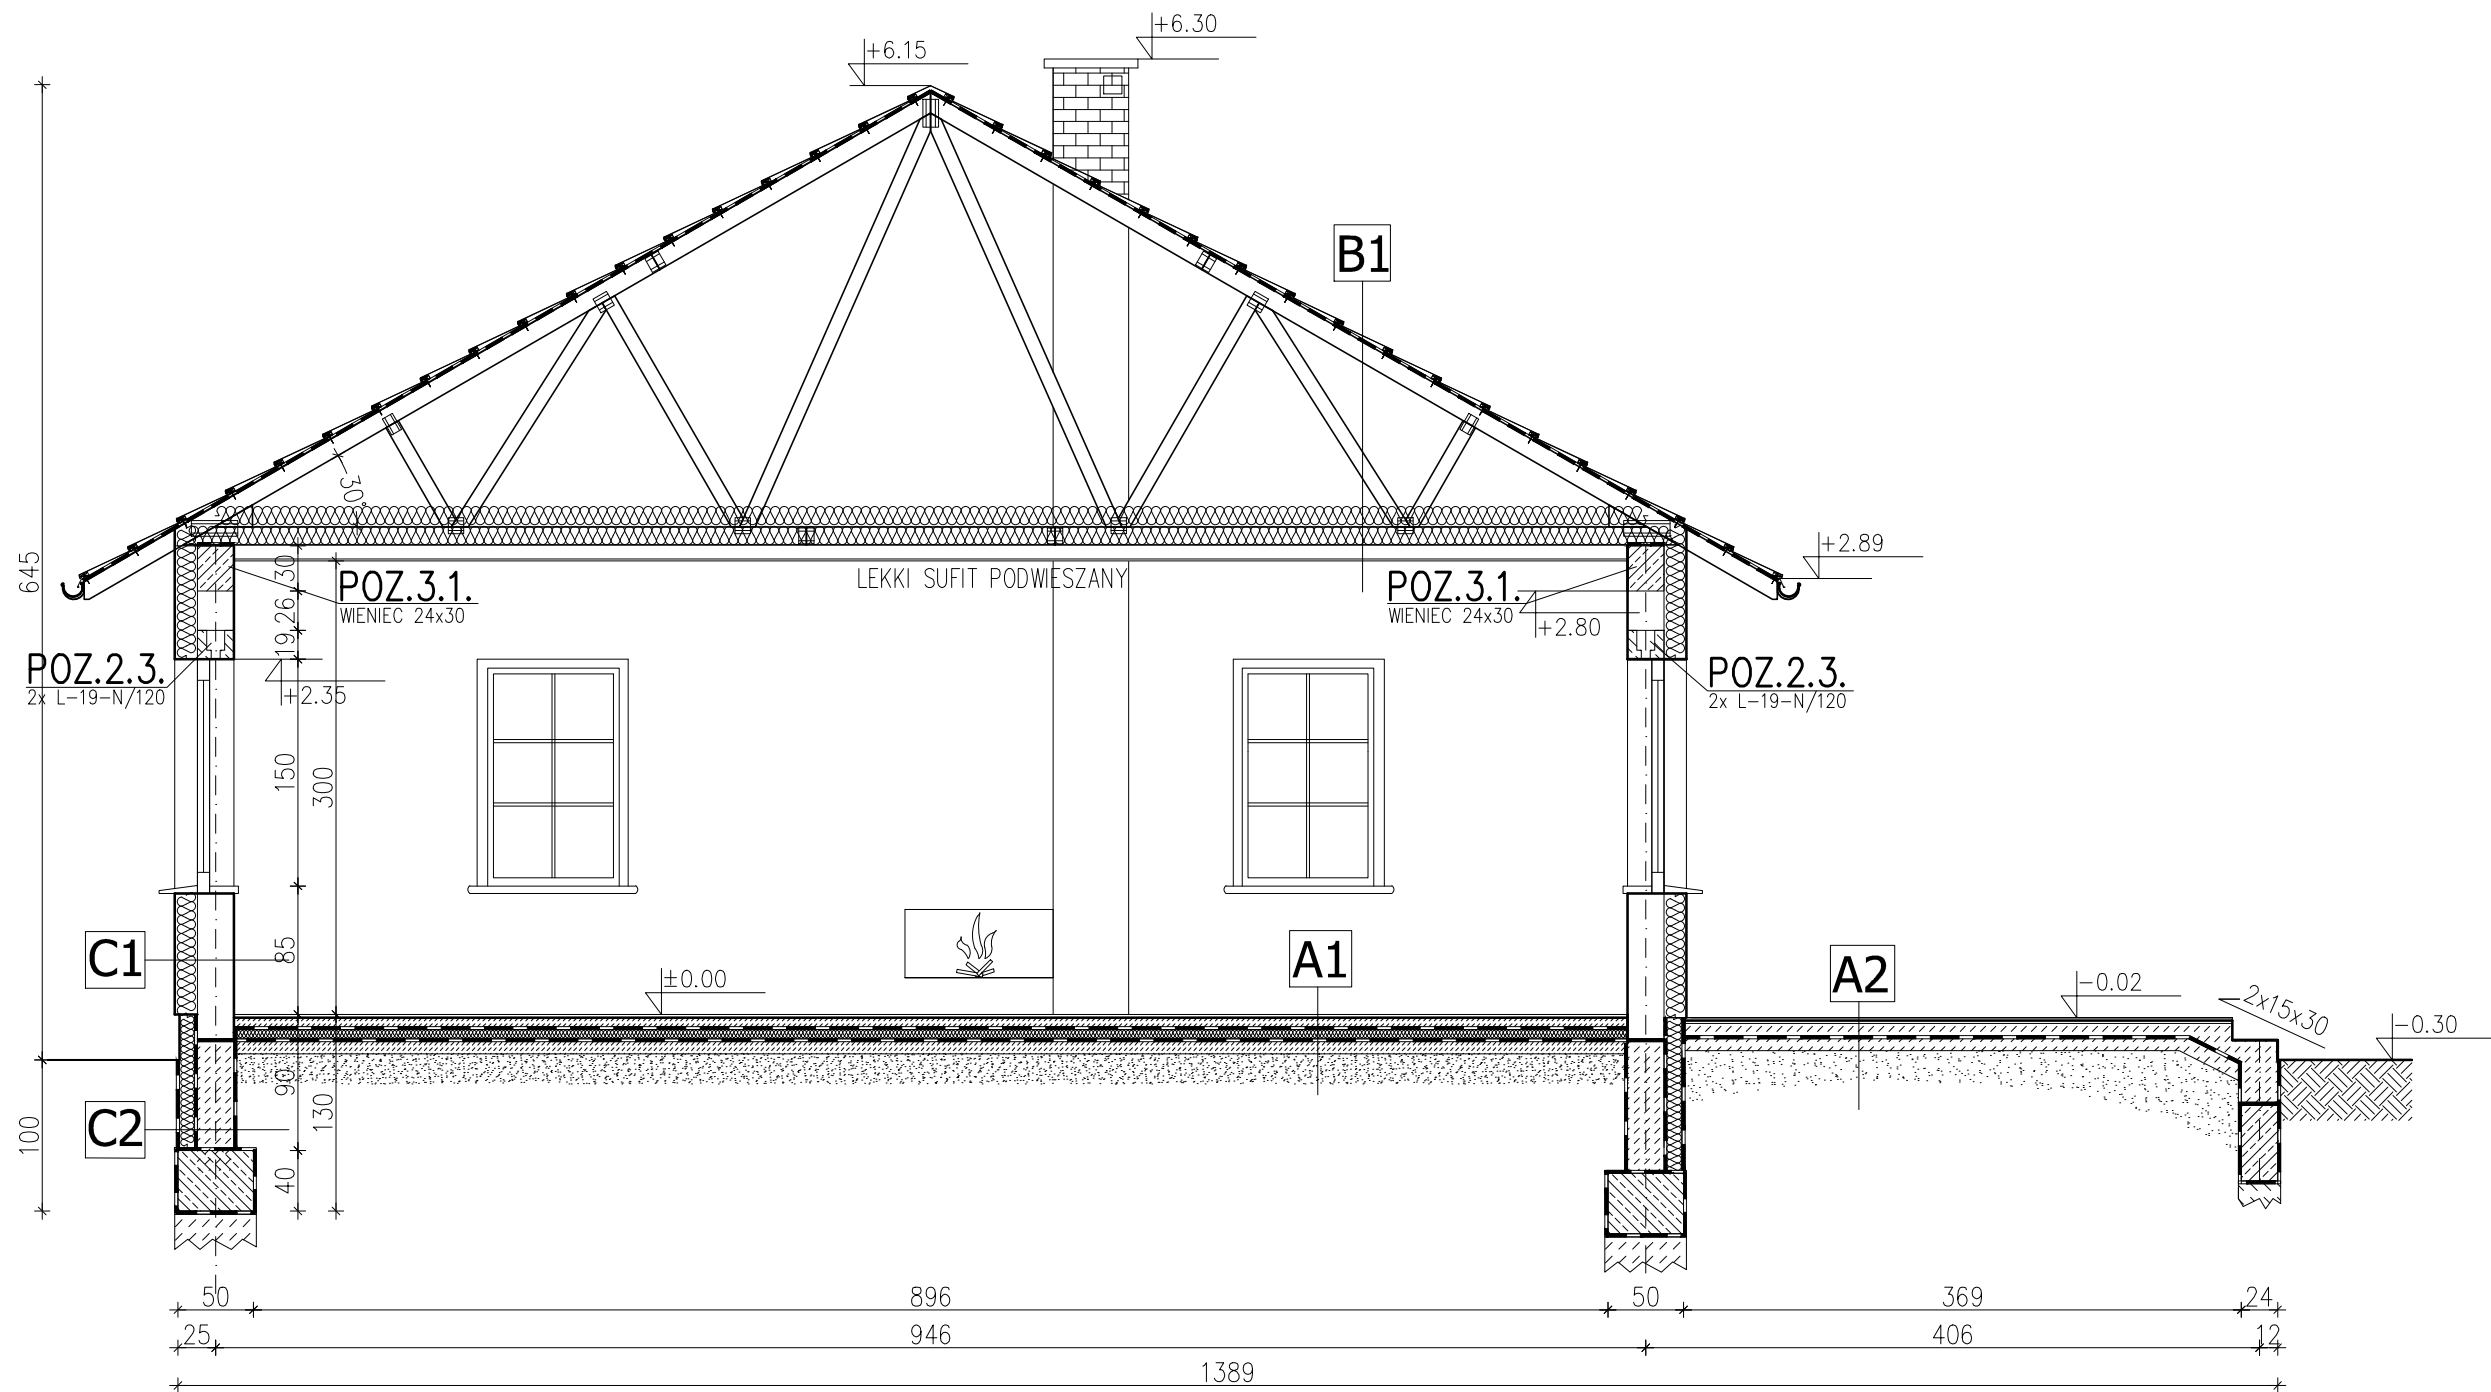 +6.30
+6.15
B1
30°
+2.89
645
30
POZ.3.1.
WIENIEC 24x30
LEKKI SUFIT PODWIESZANY
POZ.3.1.
WIENIEC 24x30
26
+2.80
19
POZ.2.3.
2x L-19-N/120
+2.35
POZ.2.3.
2x L-19-N/120
150
300
C1
85
±0.00
A1
A2
-0.02
2x15x30
-0.30
90
130
100
C2
40
50
896
50
369
24
25
946
406
12
1389